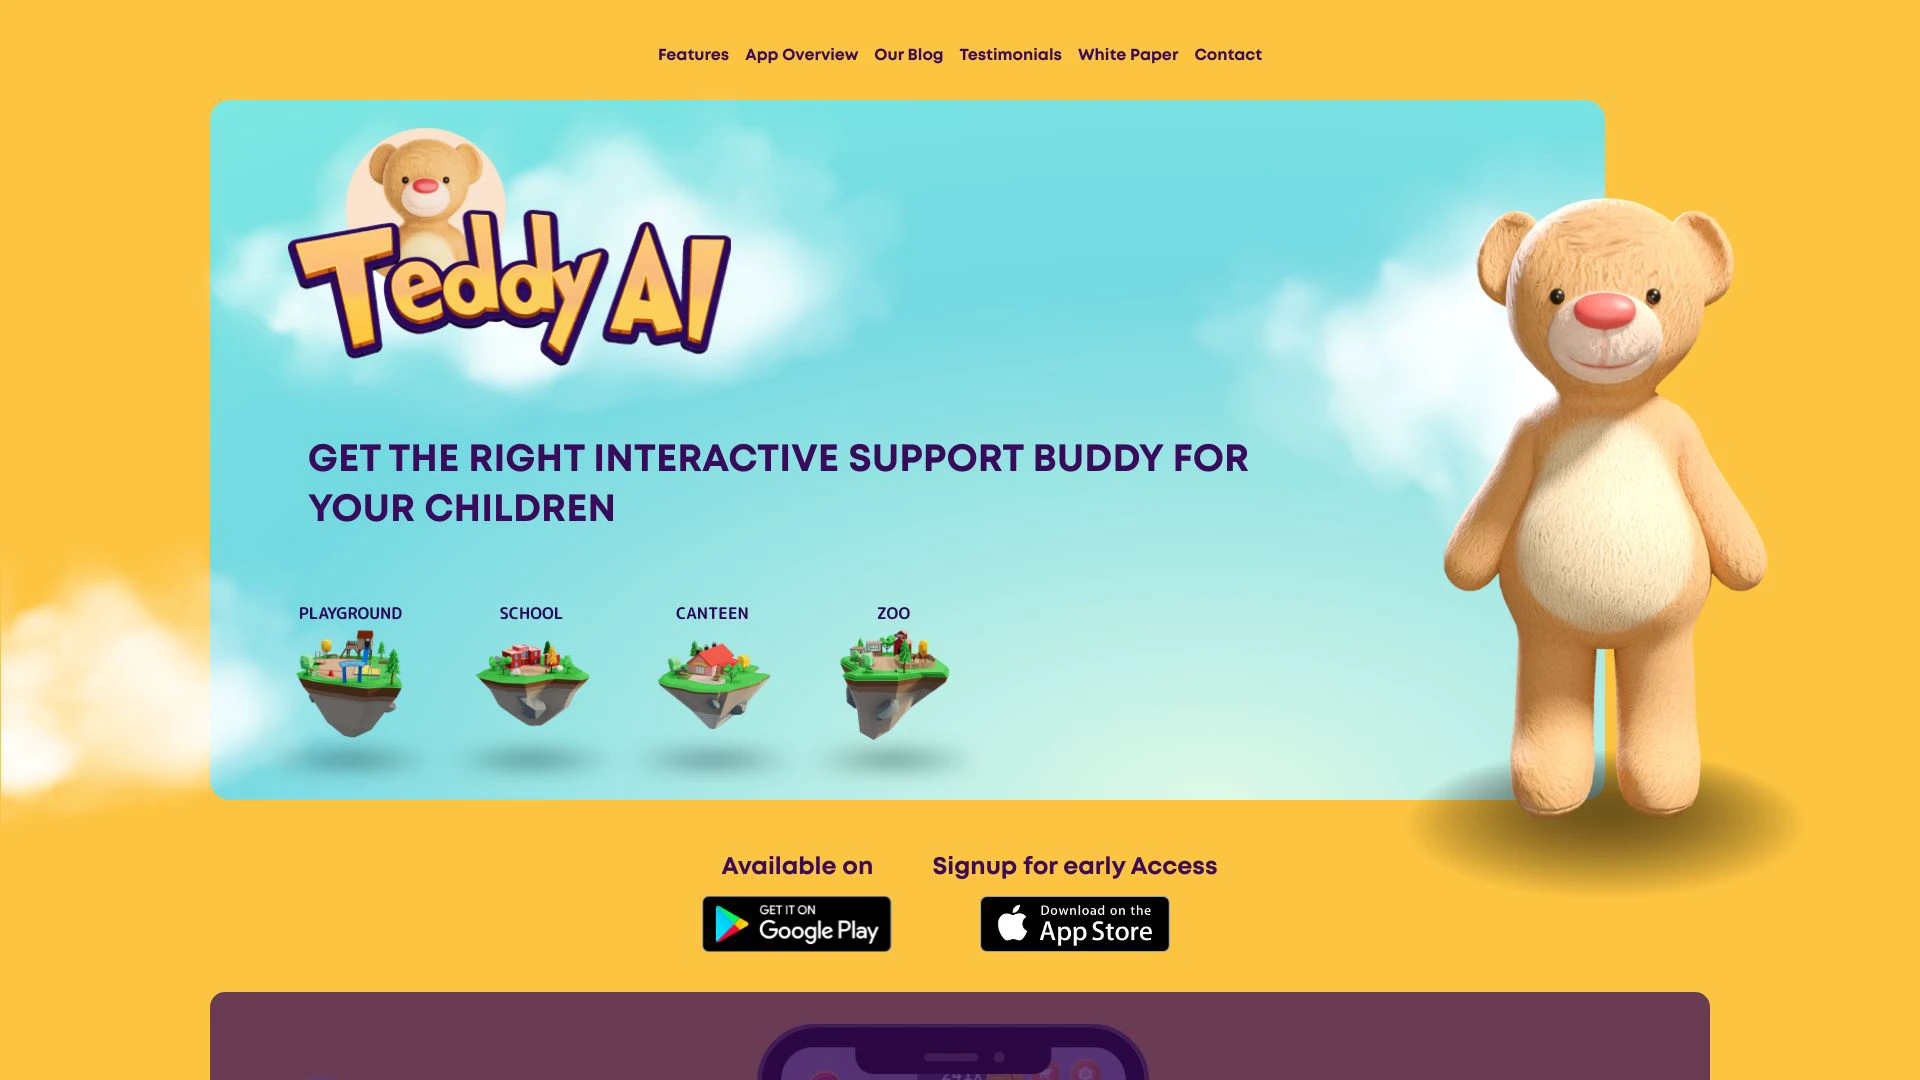 Features App Overview Our Blog Testimonials White Paper Contact
Teddy AI
GET THE RIGHT INTERACTIVE SUPPORT BUDDY FOR
YOUR CHILDREN
PLAYGROUND SCHOOL CANTEEN ZOO
Available on
GET IT ON
Google Play
Signup for early Access
Download on the
App Store